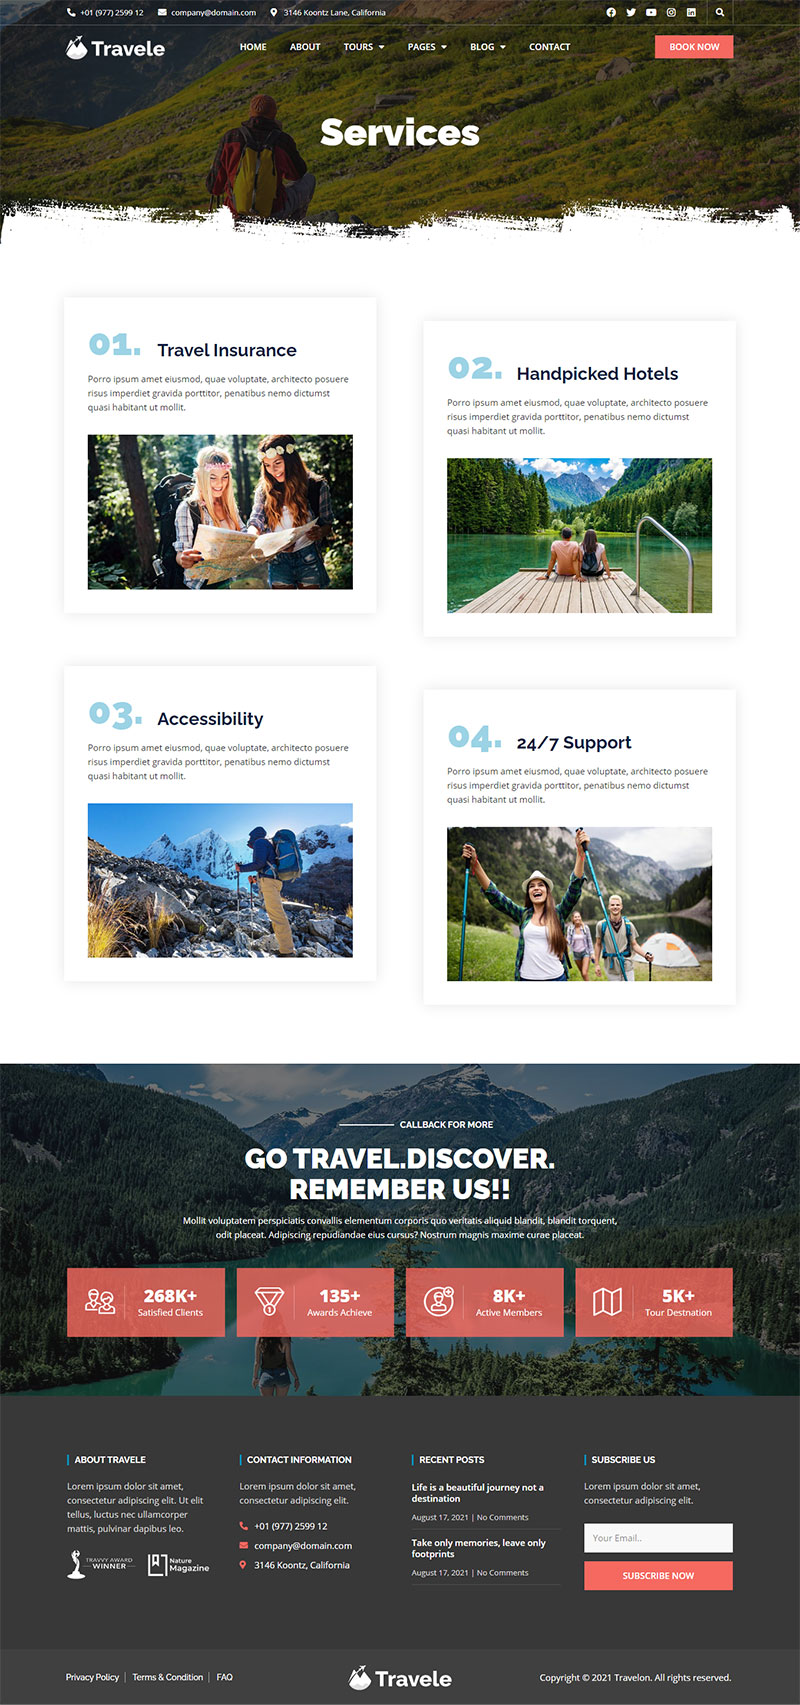 +01 (977) 2599 12 company@domain.com 3146 Koontz Lane, California
Travele HOME ABOUT TOURS PAGES BLOG CONTACT BOOK NOW
Services
01. Travel Insurance
Porro ipsum amet eiusmod, quae voluptate, architecto posuere
risus imperdiet gravida porttitor, penatibus nemo dictumst
quasi habitant ut mollit.
02. Handpicked Hotels
Porro ipsum amet eiusmod, quae voluptate, architecto posuere
risus imperdiet gravida porttitor, penatibus nemo dictumst
quasi habitant ut mollit.
03. Accessibility
Porro ipsum amet eiusmod, quae voluptate, architecto posuere
risus imperdiet gravida porttitor, penatibus nemo dictumst
quasi habitant ut mollit.
04. 24/7 Support
Porro ipsum amet eiusmod, quae voluptate, architecto posuere
risus imperdiet gravida porttitor, penatibus nemo dictumst
quasi habitant ut mollit.
CALLBACK FOR MORE
GO TRAVEL.DISCOVER.
REMEMBER US!!
Mollit voluptatem perspiciatis convallis elementum corporis quo veritatis aliquid blandit, blandit torquent,
odit placeat. Adipiscing repudiandae eius cursus? Nostrum magnis maxime curae placeat.
268K+
Satisfied Clients
1
135+
Awards Achieve
8K+
Active Members
5K+
Tour Destnation
ABOUT TRAVELE
Lorem ipsum dolor sit amet,
consectetur adipiscing elit. Ut elit
tellus, luctus nec ullamcorper
mattis, pulvinar dapibus leo.
TRAVVY AWARD
WINNER
Nature
Magazine
CONTACT INFORMATION
Lorem ipsum dolor sit amet,
consectetur adipiscing elit.
+01 (977) 2599 12
company@domain.com
3146 Koontz, California
RECENT POSTS
Life is a beautiful journey not a
destination
August 17, 2021 | No Comments
Take only memories, leave only
footprints
August 17, 2021 | No Comments
SUBSCRIBE US
Lorem ipsum dolor sit amet,
consectetur adipiscing elit.
Your Email..
SUBSCRIBE NOW
Privacy Policy Terms & Condition FAQ
Travele
Copyright © 2021 Travelon. All rights reserved.